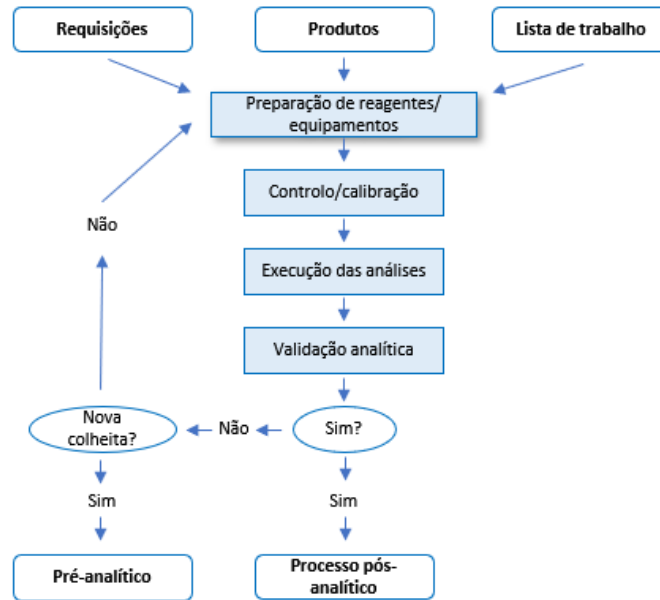 Requisições
Produtos
Lista de trabalho
Preparação de reagentes/
equipamentos
Controlo/calibração
Não
Execução das análises
Validação analítica
Nova
colheita?
Não
Sim?
Sim
Sim
Pré-analítico
Processo pós-
analítico